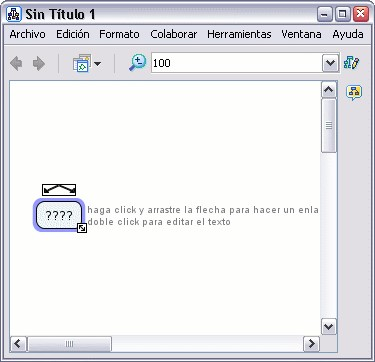 Sin Título 1
Archivo Edición Formato Colaborar Herramientas Ventana Ayuda
100
haga click y arrastre la flecha para hacer un enla
????
doble click para editar el texto